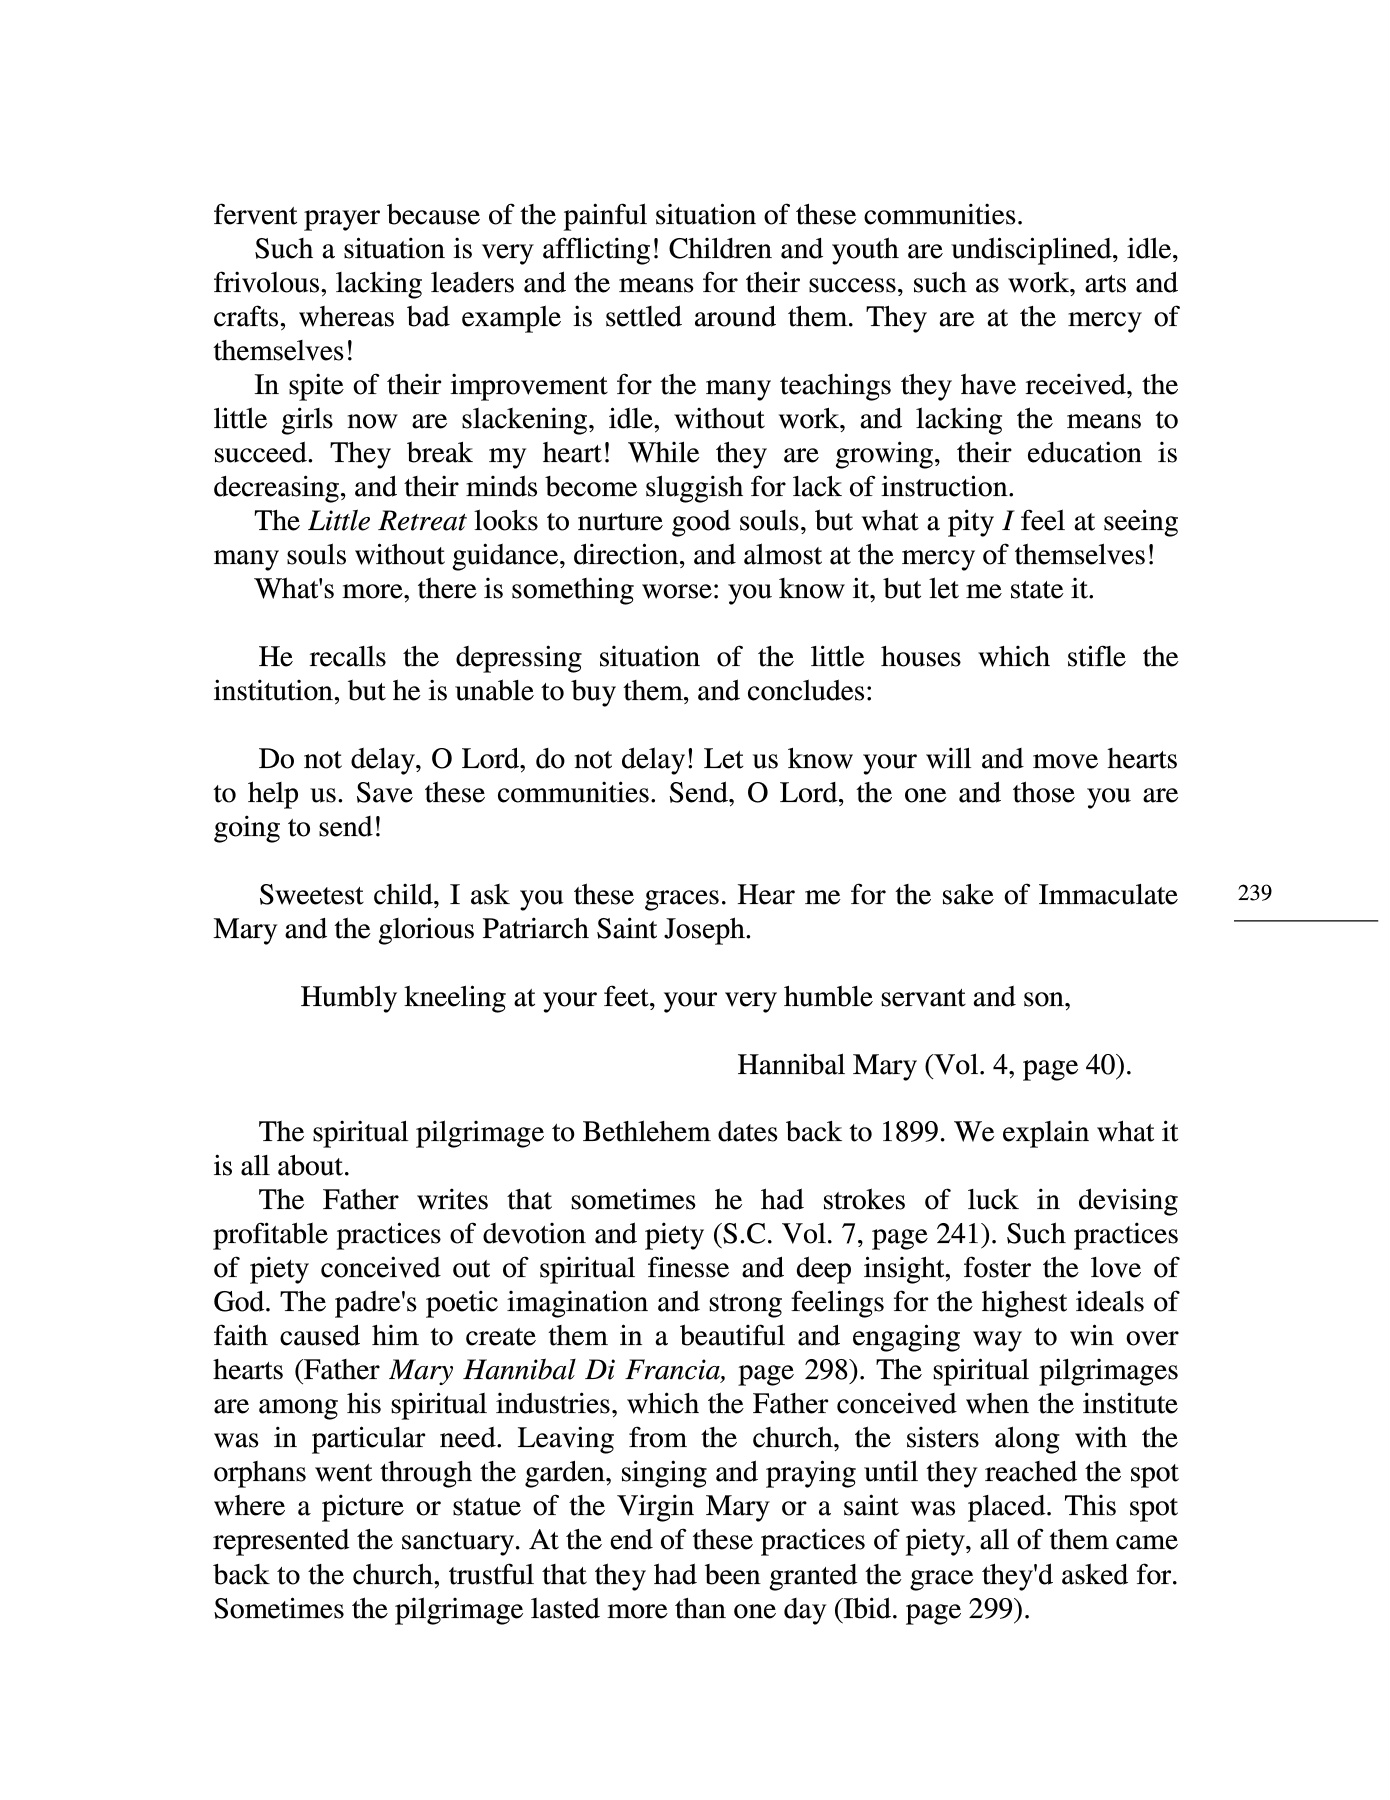 fervent prayer because of the painful situation of these communities.
Such a situation is very afflicting! Children and youth are undisciplined, idle,
frivolous, lacking leaders and the means for their success, such as work, arts and
crafts, whereas bad example is settled around them. They are at the mercy of
themselves!
In spite of their improvement for the many teachings they have received, the
little girls now are slackening, idle, without work, and lacking the means to
succeed. They break my heart! While they are growing, their education is
decreasing, and their minds become sluggish for lack of instruction.
The Little Retreat looks to nurture good souls, but what a pity I feel at seeing
many souls without guidance, direction, and almost at the mercy of themselves!
What's more, there is something worse: you know it, but let me state it.
He recalls the depressing situation of the little houses which stifle the
institution, but he is unable to buy them, and concludes:
Do not delay, O Lord, do not delay! Let us know your will and move hearts
to help us. Save these communities. Send, O Lord, the one and those you are
going to send!
Sweetest child, I ask you these graces. Hear me for the sake of Immaculate
Mary and the glorious Patriarch Saint Joseph.
239
Humbly kneeling at your feet, your very humble servant and son,
Hannibal Mary (Vol. 4, page 40).
The spiritual pilgrimage to Bethlehem dates back to 1899. We explain what it
is all about.
The Father writes that sometimes he had strokes of luck in devising
profitable practices of devotion and piety (S.C. Vol. 7, page 241). Such practices
of piety conceived out of spiritual finesse and deep insight, foster the love of
God. The padre's poetic imagination and strong feelings for the highest ideals of
faith caused him to create them in a beautiful and engaging way to win over
hearts (Father Mary Hannibal Di Francia, page 298). The spiritual pilgrimages
are among his spiritual industries, which the Father conceived when the institute
was in particular need. Leaving from the church, the sisters along with the
orphans went through the garden, singing and praying until they reached the spot
where a picture or statue of the Virgin Mary or a saint was placed. This spot
represented the sanctuary. At the end of these practices of piety, all of them came
back to the church, trustful that they had been granted the grace they'd asked for.
Sometimes the pilgrimage lasted more than one day (Ibid. page 299).